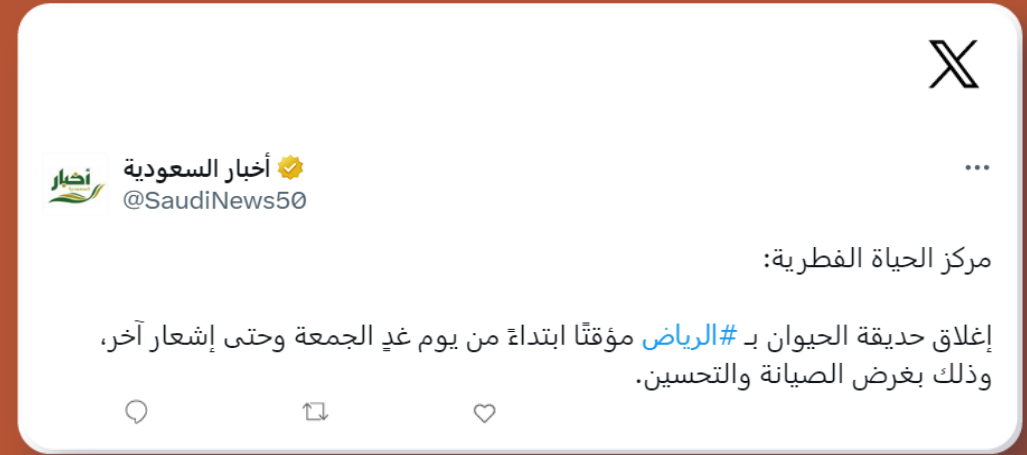 أخبار السعودية
@SaudiNews50
أخبار
مركز الحياة الفطرية:
إغلاق حديقة الحيوان بـ #الرياض مؤقتًا ابتداءً من يوم غدٍ الجمعة وحتى إشعار آخر،
وذلك بغرض الصيانة والتحسين.